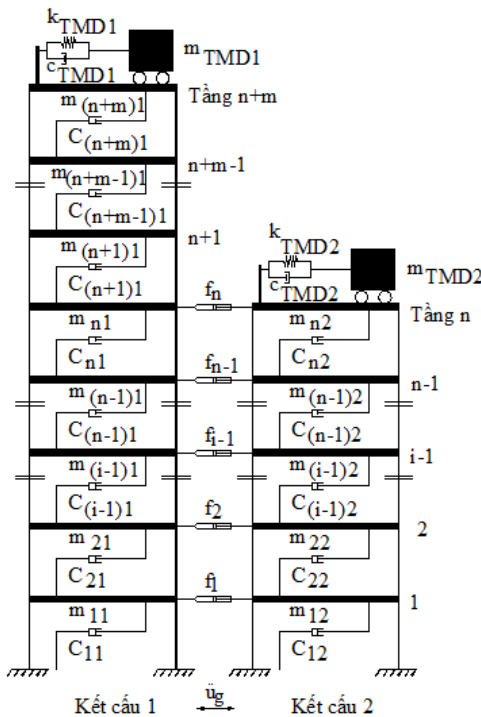 kTMD1
cTMD1
mTMD1
Tầng n+m
m(n+m)1
C(n+m)1
n+m-1
m(n+m-1)1
C(n+m-1)1
n+1
m(n+1)1
C(n+1)1
kTMD2
cTMD2
mTMD2
fn
Tầng n
mn1
Cn1
mn2
Cn2
fn-1
n-1
m(n-1)1
C(n-1)1
m(n-1)2
C(n-1)2
fi-1
i-1
m(i-1)1
C(i-1)1
m(i-1)2
C(i-1)2
f2
2
m21
C21
m22
C22
f1
1
m11
C11
m12
C12
Kết cấu 1
üg
Kết cấu 2